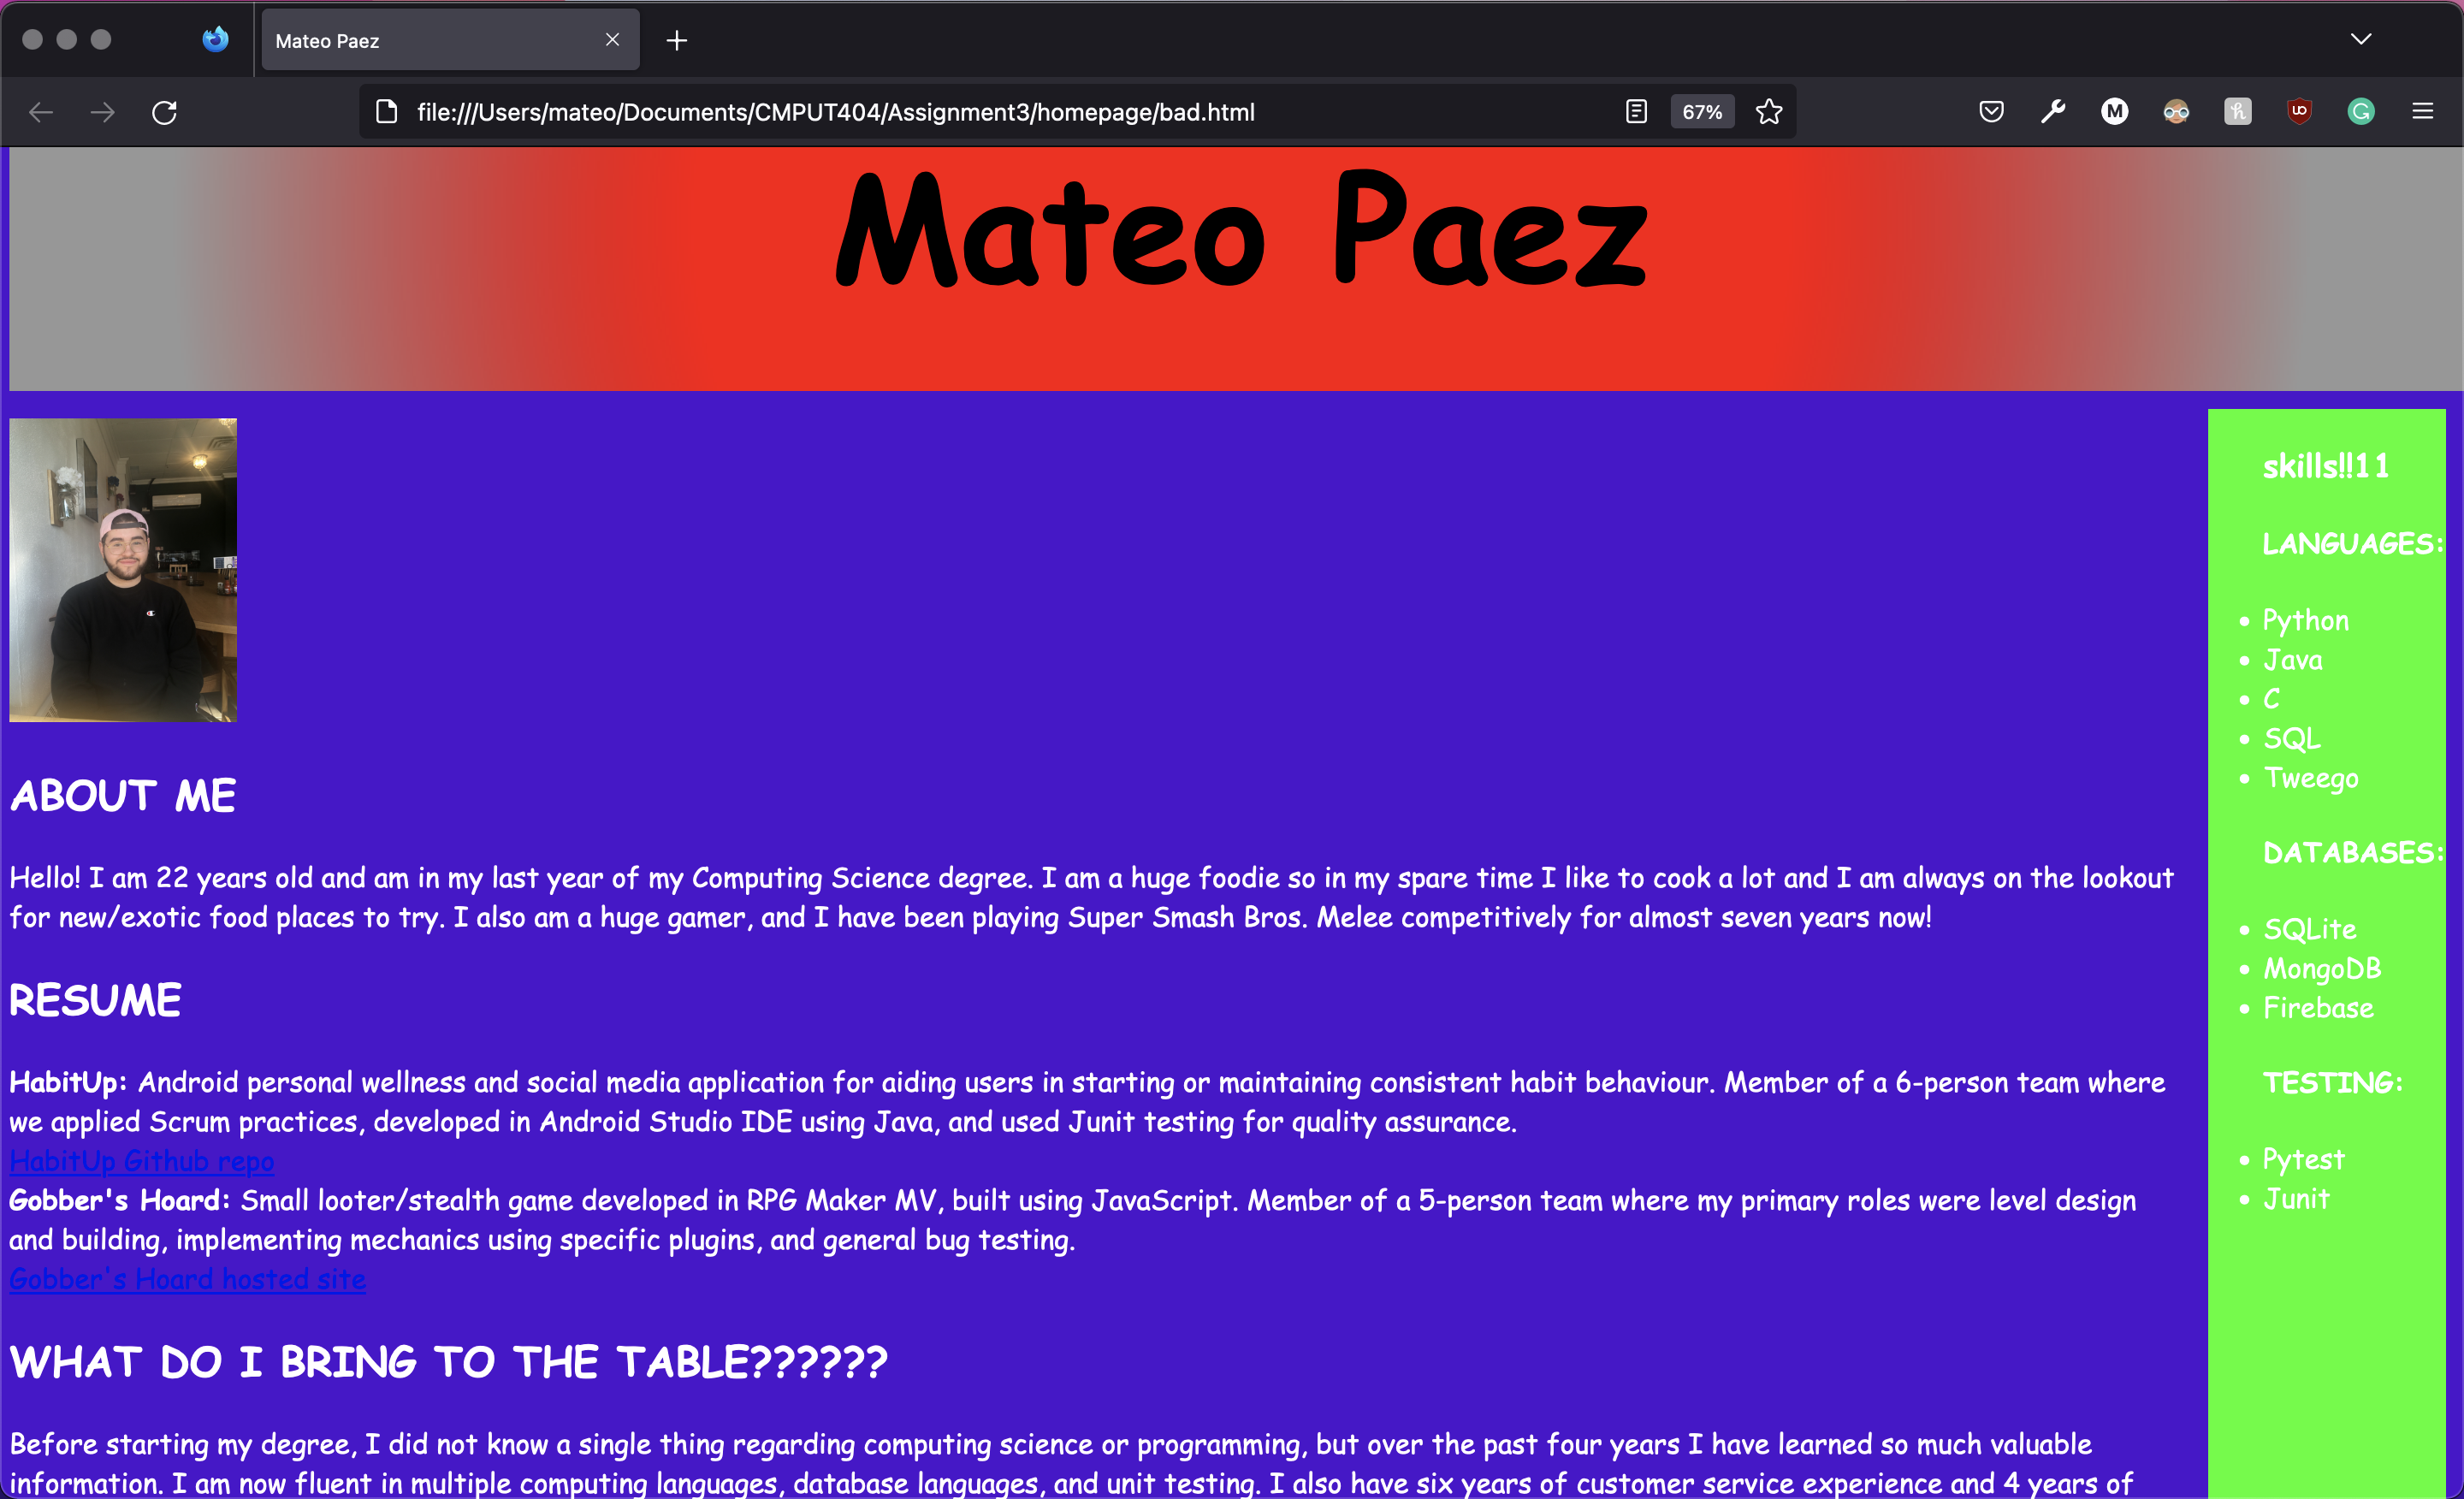 Mateo Paez
file:///Users/mateo/Documents/CMPUT404/Assignment3/homepage/bad.html
67%
M
Mateo Paez
ABOUT ME
Hello! I am 22 years old and am in my last year of my Computing Science degree. I am a huge foodie so in my spare time I like to cook a lot and I am always on the lookout
for new/exotic food places to try. I also am a huge gamer, and I have been playing Super Smash Bros. Melee competitively for almost seven years now!
RESUME
HabitUp: Android personal wellness and social media application for aiding users in starting or maintaining consistent habit behaviour. Member of a 6-person team where
we applied Scrum practices, developed in Android Studio IDE using Java, and used Junit testing for quality assurance.
HabitUp Github repo
Gobber's Hoard: Small looter/stealth game developed in RPG Maker MV, built using JavaScript. Member of a 5-person team where my primary roles were level design
and building, implementing mechanics using specific plugins, and general bug testing.
Gobber's Hoard hosted site
WHAT DO I BRING TO THE TABLE??????
Before starting my degree, I did not know a single thing regarding computing science or programming, but over the past four years I have learned so much valuable
information. I am now fluent in multiple computing languages, database languages, and unit testing. I also have six years of customer service experience and 4 years of
skills!!11
LANGUAGES:
Python
Java
C
SQL
Tweego
DATABASES:
SQLite
MongoDB
Firebase
TESTING:
Pytest
Junit